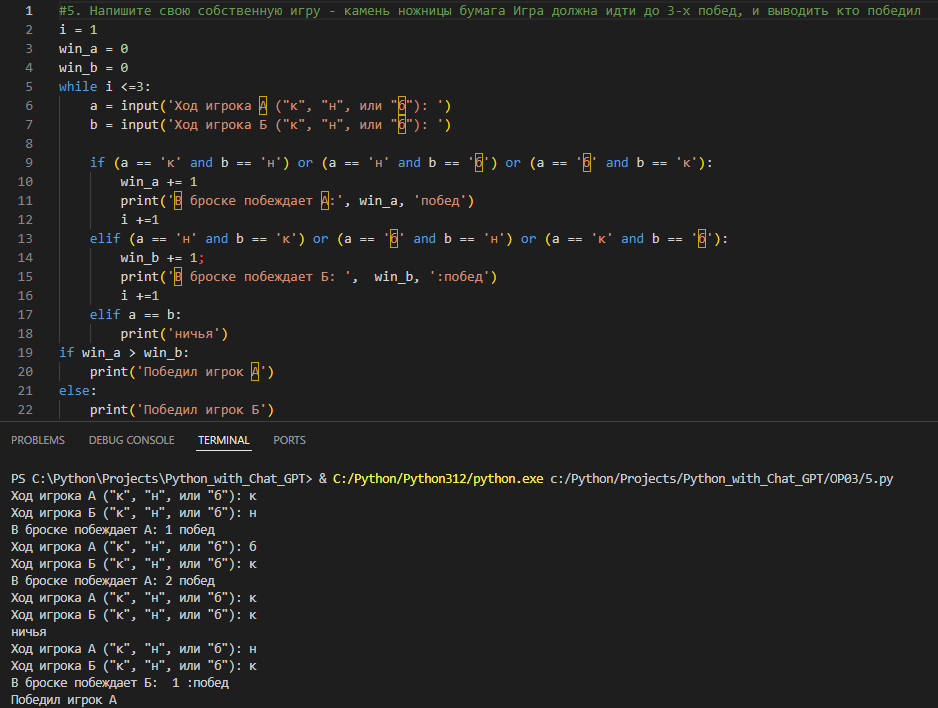 1 #5. Напишите свою собственную игру - камень ножницы бумага Игра должна идти до 3-х побед, и выводить кто победил
2 i = 1
3 win_a = 0
4 win_b = 0
5 while i <=3:
6     a = input('Ход игрока А ("к", "н", или "б"): ')
7     b = input('Ход игрока Б ("к", "н", или "б"): ')
8
9     if (a == 'к' and b == 'н') or (a == 'н' and b == 'б') or (a == 'б' and b == 'к'):
10         win_a += 1
11         print('В броске побеждает А:', win_a, 'побед')
12         i +=1
13     elif (a == 'н' and b == 'к') or (a == 'б' and b == 'н') or (a == 'к' and b == 'б'):
14         win_b += 1;
15         print('В броске побеждает Б: ',  win_b, ':побед')
16         i +=1
17     elif a == b:
18         print('ничья')
19 if win_a > win_b:
20     print('Победил игрок А')
21 else:
22     print('Победил игрок Б')
PROBLEMS DEBUG CONSOLE TERMINAL PORTS
PS C:\Python\Projects\Python_with_Chat_GPT> & C:/Python/Python312/python.exe c:/Python/Projects/Python_with_Chat_GPT/OP03/5.py
Ход игрока А ("к", "н", или "б"): к
Ход игрока Б ("к", "н", или "б"): н
В броске побеждает А: 1 побед
Ход игрока А ("к", "н", или "б"): б
Ход игрока Б ("к", "н", или "б"): к
В броске побеждает А: 2 побед
Ход игрока А ("к", "н", или "б"): к
Ход игрока Б ("к", "н", или "б"): к
ничья
Ход игрока А ("к", "н", или "б"): н
Ход игрока Б ("к", "н", или "б"): к
В броске побеждает Б:  1 :побед
Победил игрок А